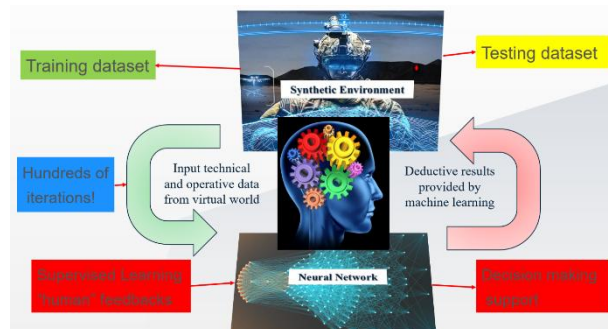 Training dataset
Testing dataset
Synthetic Environment
Hundreds of
iterations!
Input technical
and operative data
from virtual world
Deductive results
provided by
machine learning
Supervised Learning
"human" feedbacks
Neural Network
Decision making
support